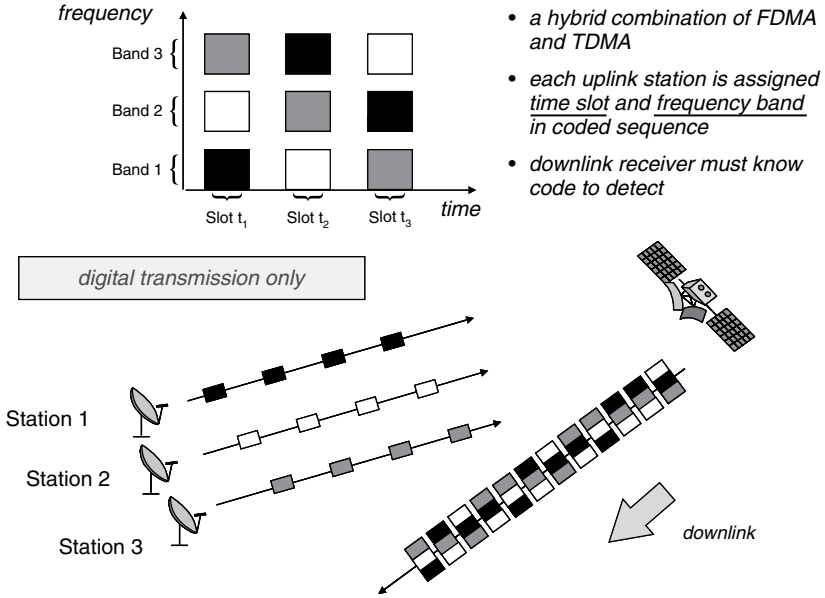 frequency
Band 3 {
Band 2 {
Band 1 {
Slot t₁
Slot t₂
Slot t₃
time
• a hybrid combination of FDMA
and TDMA
• each uplink station is assigned
time slot and frequency band
in coded sequence
• downlink receiver must know
code to detect
digital transmission only
Station 1
Station 2
Station 3
downlink